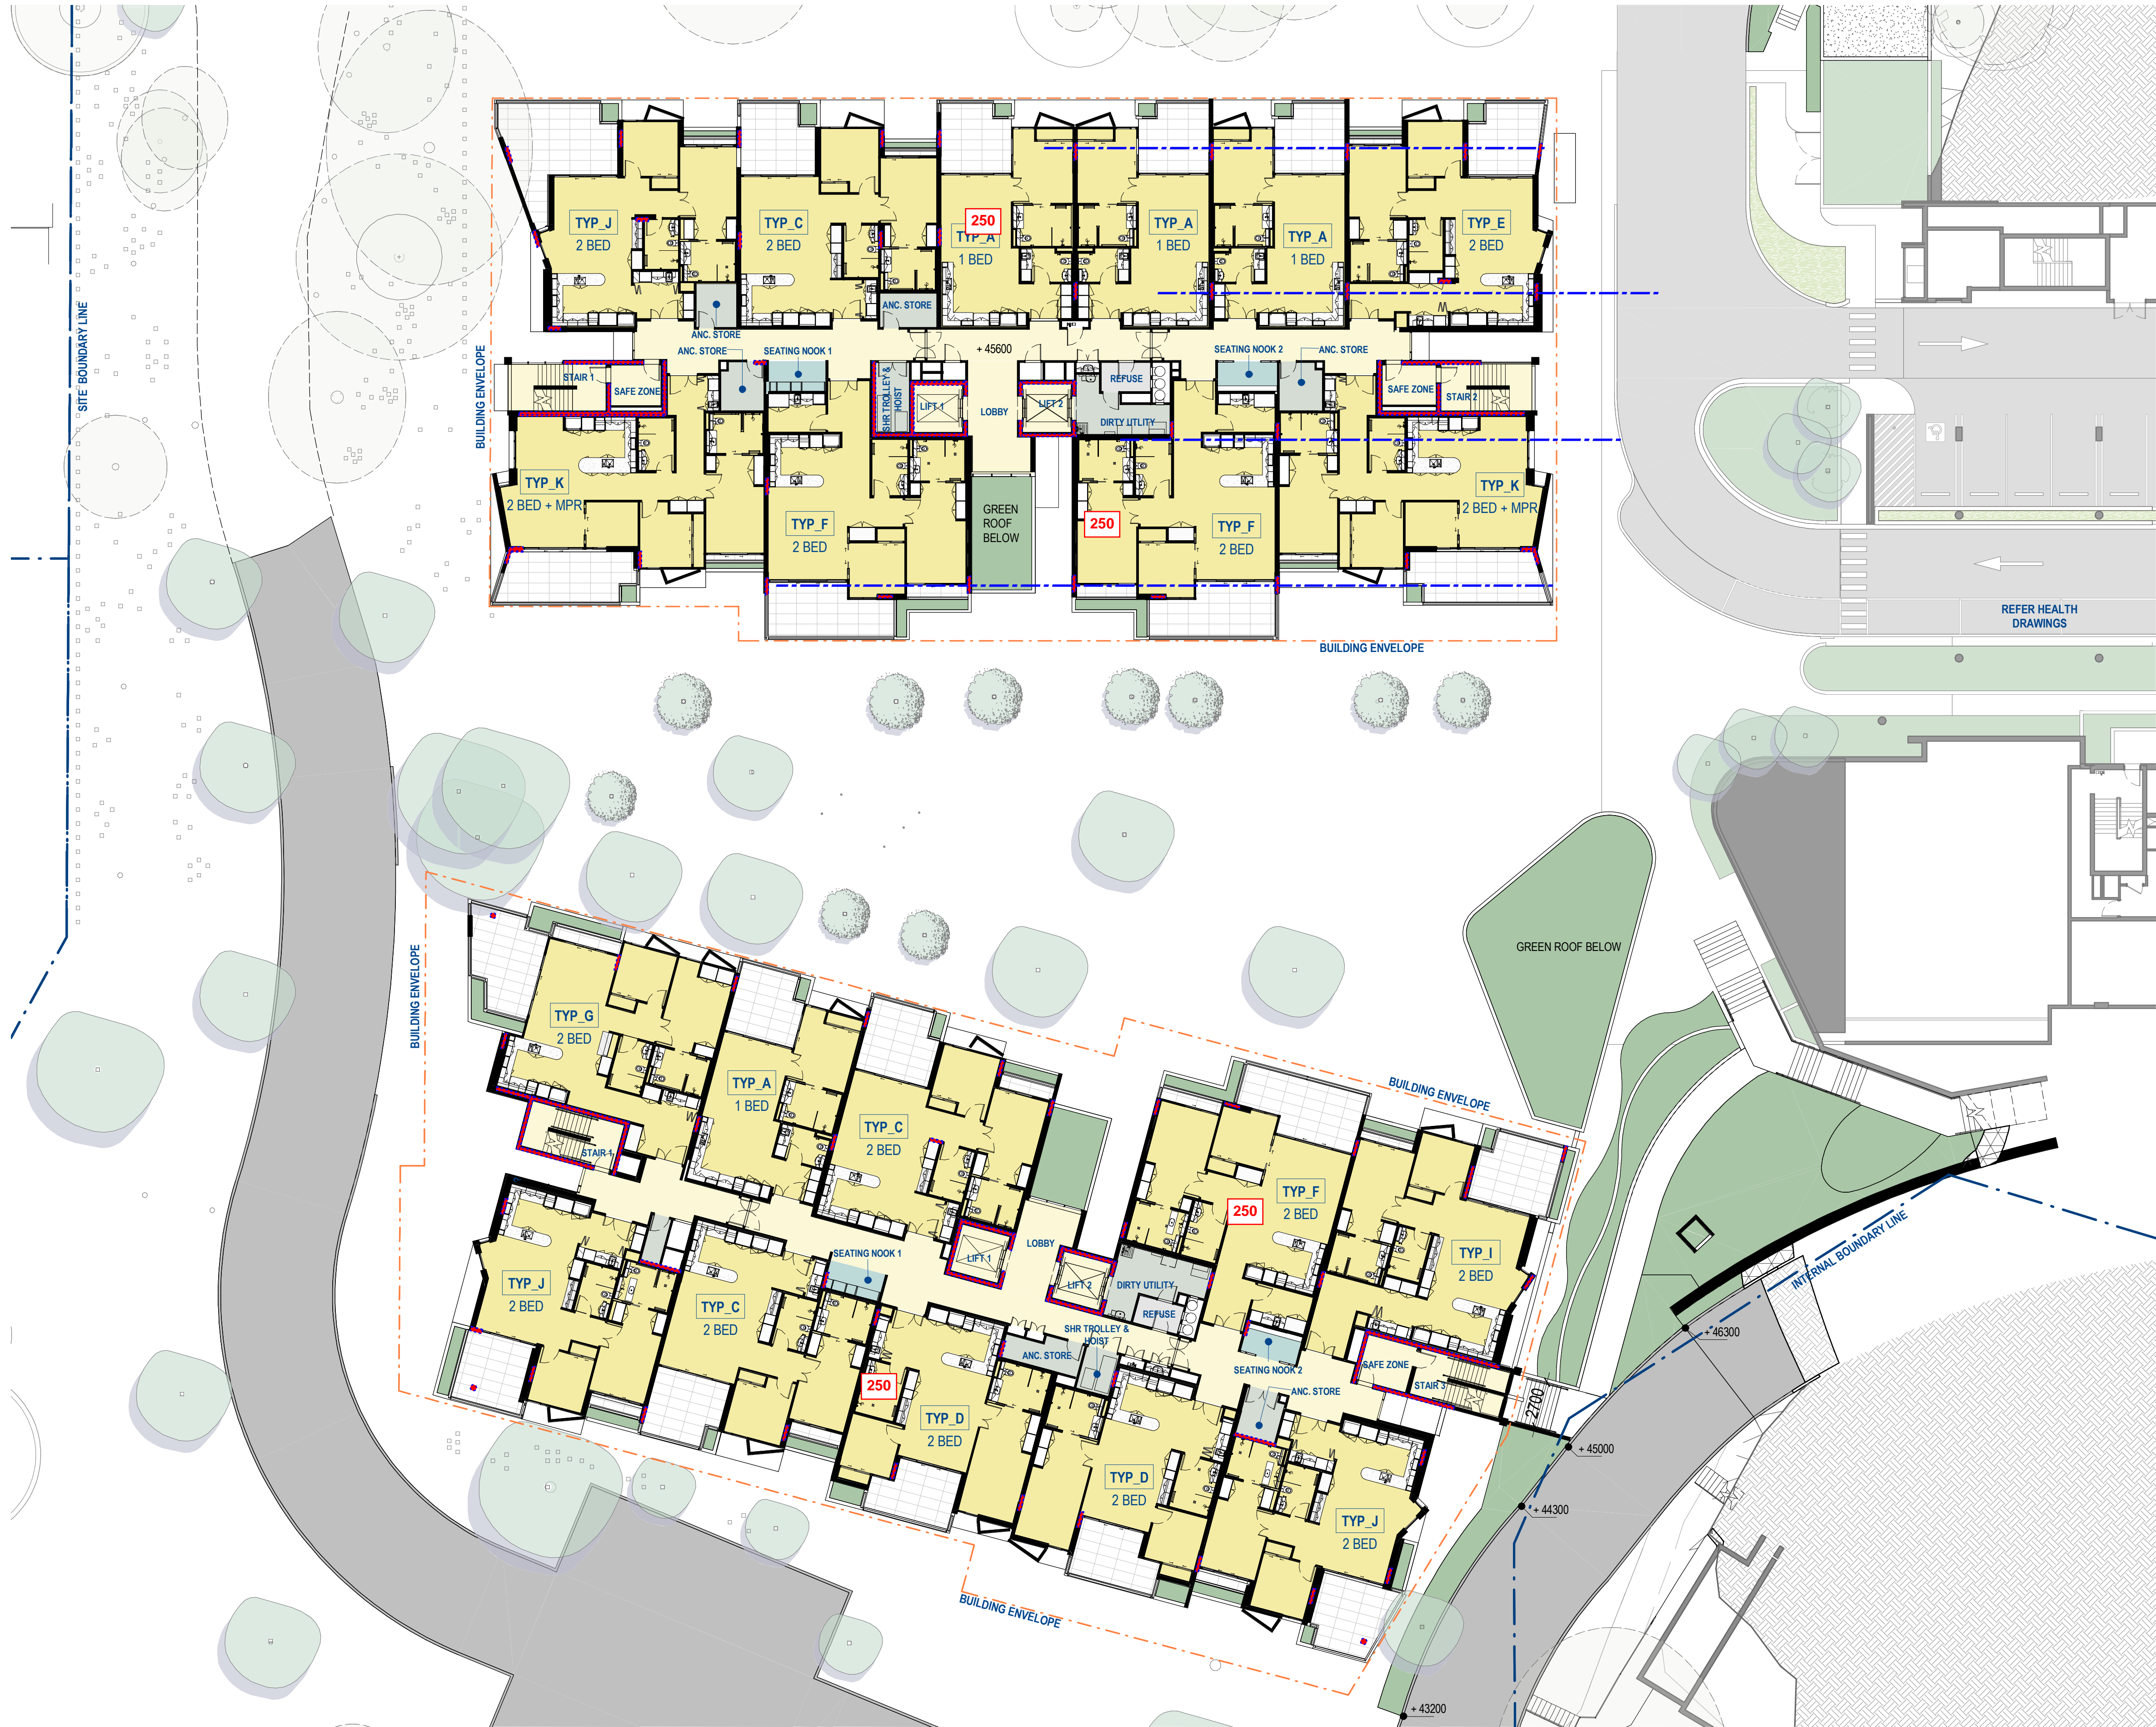 SITE BOUNDARY LINE
BUILDING ENVELOPE
TYP_J
2 BED
TYP_C
2 BED
250
TYP_A
1 BED
TYP_A
1 BED
TYP_A
1 BED
TYP_E
2 BED
ANC. STORE
ANC. STORE
ANC. STORE
SEATING NOOK 1
+ 45600
SEATING NOOK 2
ANC. STORE
STAIR 1
SAFE ZONE
SHR TROLLEY &
HOIST
LIFT 1
LOBBY
LIFT 2
REFUSE
DIRTY UTILITY
SAFE ZONE
STAIR 2
TYP_K
2 BED + MPR
TYP_F
2 BED
GREEN
ROOF
BELOW
250
TYP_F
2 BED
TYP_K
2 BED + MPR
BUILDING ENVELOPE
REFER HEALTH
DRAWINGS
GREEN ROOF BELOW
BUILDING ENVELOPE
BUILDING ENVELOPE
TYP_G
2 BED
TYP_A
1 BED
TYP_C
2 BED
STAIR 1
TYP_F
2 BED
250
TYP_I
2 BED
TYP_J
2 BED
TYP_C
2 BED
SEATING NOOK 1
LIFT 1
LOBBY
LIFT 2
DIRTY UTILITY
REFUSE
SHR TROLLEY &
HOIST
ANC. STORE
SEATING NOOK 2
ANC. STORE
SAFE ZONE
STAIR 3
250
TYP_D
2 BED
TYP_D
2 BED
TYP_J
2 BED
2700
INTERNAL BOUNDARY LINE
+ 46300
+ 45000
+ 44300
+ 43200
BUILDING ENVELOPE